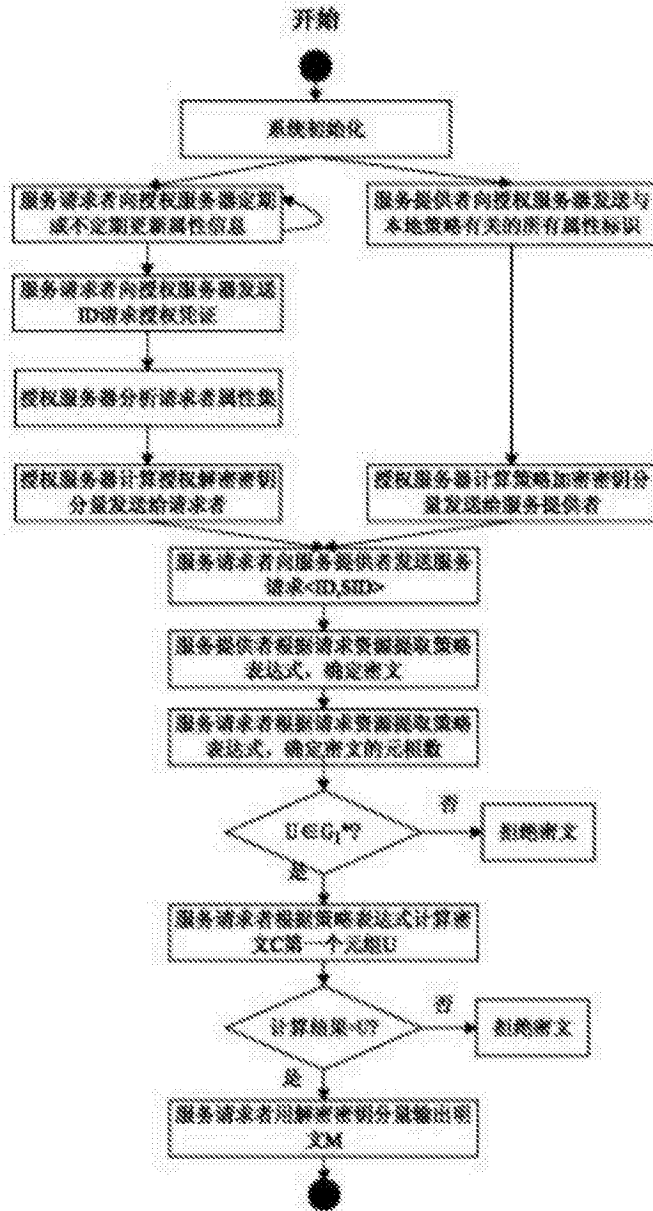 开始
系统初始化
服务请求者向授权服务器定期
或不定期更新属性信息
服务提供者向授权服务器发送与
本地策略有关的所有属性标识
服务请求者向授权服务器发送
ID请求授权凭证
授权服务器分析请求者属性集
授权服务器计算授权解密密钥
分量发送给请求者
授权服务器计算策略加密密钥分
量发送给服务提供者
服务请求者向服务提供者发送服务
请求<ID,SID>
服务提供者根据请求资源提取策略
表达式，确定密文
服务请求者根据请求资源提取策略
表达式，确定密文的元组数
U∈G₁*?
否
拒绝密文
是
服务请求者根据策略表达式计算密
文C第一个元组U
计算结果=U?
否
拒绝密文
是
服务请求者用解密密钥分量输出明
文M